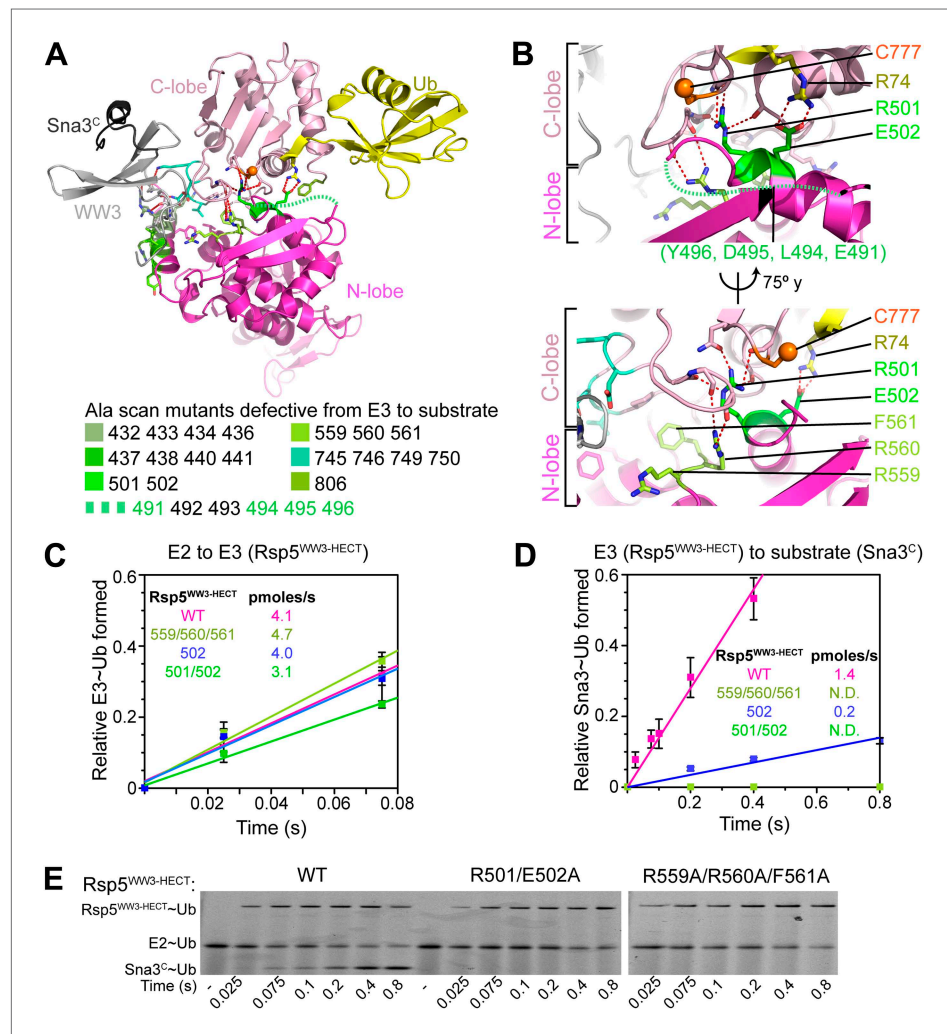 A
C-lobe
Ub
Sna3ᶜ
WW3
N-lobe
Ala scan mutants defective from E3 to substrate
432 433 434 436
559 560 561
437 438 440 441
745 746 749 750
501 502
806
491 492 493 494 495 496
B
C-lobe
N-lobe
C777
R74
R501
E502
(Y496, D495, L494, E491)
75º y
C-lobe
N-lobe
C777
R74
R501
E502
F561
R560
R559
C
E2 to E3 (Rsp5ᵂᵂ³⁻ᴴᴱᶜᵀ)
Relative E3~Ub formed
0.6
0.4
0.2
0
Rsp5ᵂᵂ³⁻ᴴᴱᶜᵀ pmoles/s
WT 4.1
559/560/561 4.7
502 4.0
501/502 3.1
0 0.02 0.04 0.06 0.08
Time (s)
D
E3 (Rsp5ᵂᵂ³⁻ᴴᴱᶜᵀ) to substrate (Sna3ᶜ)
Relative Sna3~Ub formed
0.6
0.4
0.2
0
Rsp5ᵂᵂ³⁻ᴴᴱᶜᵀ pmoles/s
WT 1.4
559/560/561 N.D.
502 0.2
501/502 N.D.
0 0.2 0.4 0.6 0.8
Time (s)
E
Rsp5ᵂᵂ³⁻ᴴᴱᶜᵀ: WT R501/E502A R559A/R560A/F561A
Rsp5ᵂᵂ³⁻ᴴᴱᶜᵀ~Ub
E2~Ub
Sna3ᶜ~Ub
Time (s) - 0.025 0.075 0.1 0.2 0.4 0.8 - 0.025 0.075 0.1 0.2 0.4 0.8 0.025 0.075 0.1 0.2 0.4 0.8